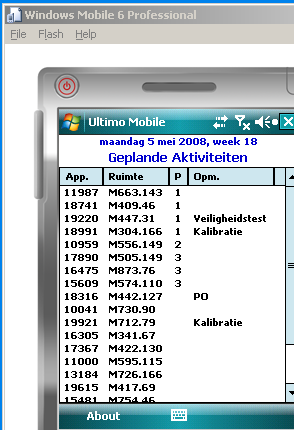 Windows Mobile 6 Professional
File Flash Help
Ultimo Mobile
maandag 5 mei 2008, week 18
Geplande Aktiviteiten
App. Ruimte P Opm.
11987 M663.143 1
18741 M409.46 1
19220 M447.31 1 Veiligheidstest
18991 M304.166 1 Kalibratie
10959 M556.149 2
17890 M505.149 3
16475 M873.76 3
15609 M574.110 3
18316 M442.127 PO
10041 M730.90
19921 M712.79 Kalibratie
16305 M341.67
17367 M422.130
11000 M595.115
13184 M726.166
19615 M417.69
15481 M754.46
About